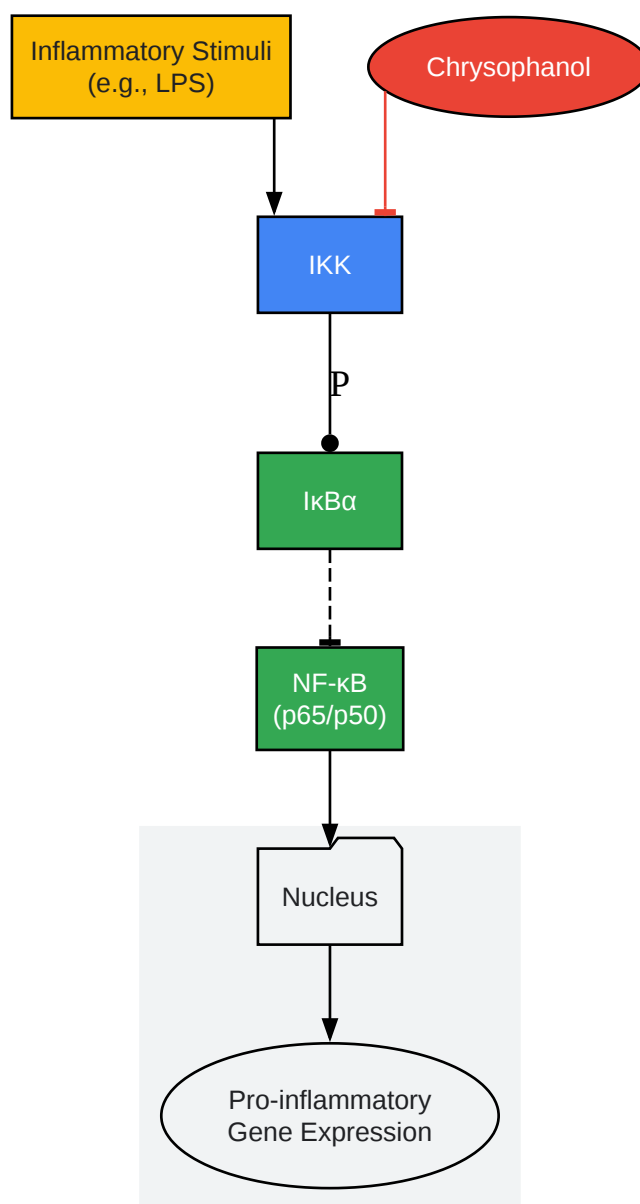 Inflammatory Stimuli
(e.g., LPS)
Chrysophanol
IKK
P
IκBα
NF-κB
(p65/p50)
Nucleus
Pro-inflammatory
Gene Expression